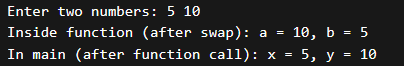 Enter two numbers: 5 10
Inside function (after swap): a = 10, b = 5
In main (after function call): x = 5, y = 10